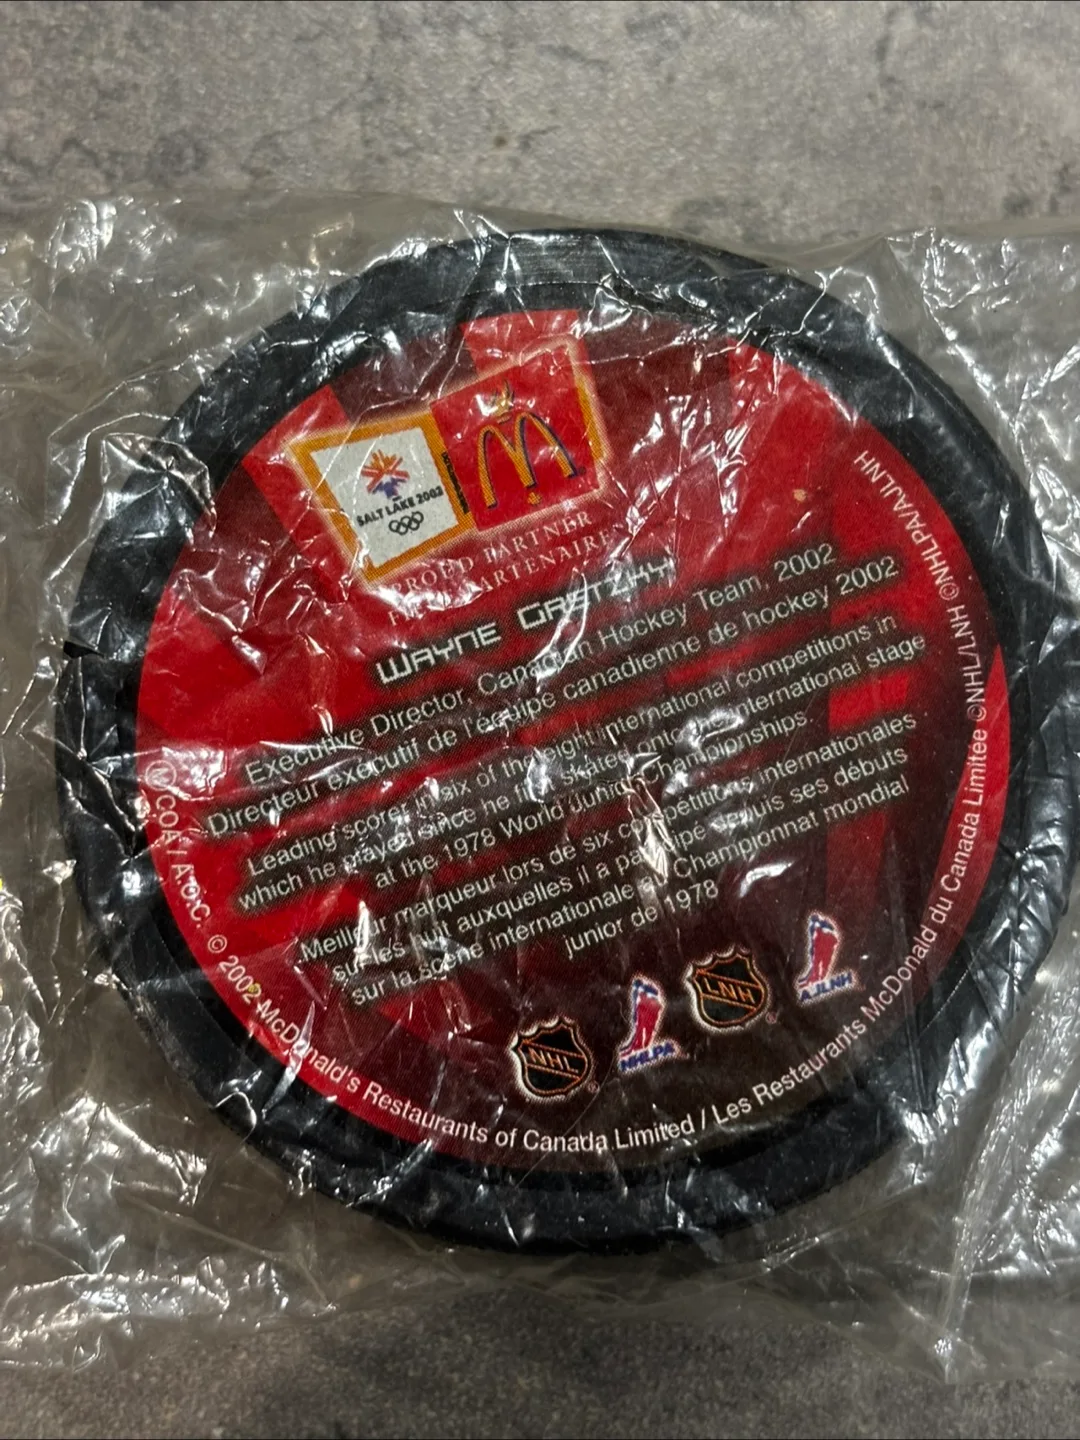 SALT LAKE 2002
PROUD PARTNER
PARTENAIRE
WAYNE GRETZKY
Executive Director, Canadian Hockey Team, 2002
Directeur exécutif de l'équipe canadienne de hockey 2002
Leading scorer in six of the eight international competitions in
which he played since he skated onto the international stage
at the 1978 World Junior Championships.
Meilleur marqueur lors de six compétitions internationales
sur les huit auxquelles il a participé depuis ses débuts
sur la scène internationale au Championnat mondial
junior de 1978
NHL
NHLPA
LNH
AJLNH
COA / A.O.C. © 2002 McDonald's Restaurants of Canada Limited / Les Restaurants McDonald du Canada Limitée ©NHL/LNH ©NHLPA/AJLNH